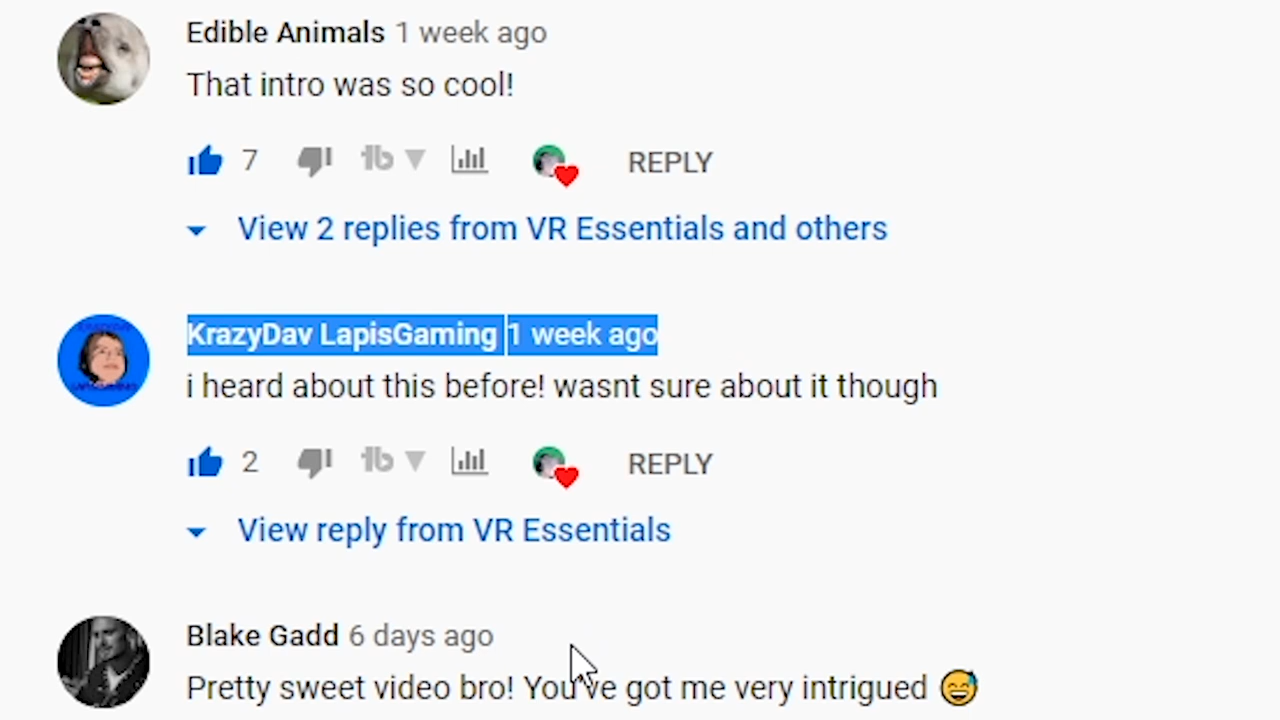 Edible Animals 1 week ago
That intro was so cool!
7 tb REPLY
View 2 replies from VR Essentials and others
KrazyDav LapisGaming 1 week ago
i heard about this before! wasnt sure about it though
2 tb REPLY
View reply from VR Essentials
Blake Gadd 6 days ago
Pretty sweet video bro! You've got me very intrigued 😅